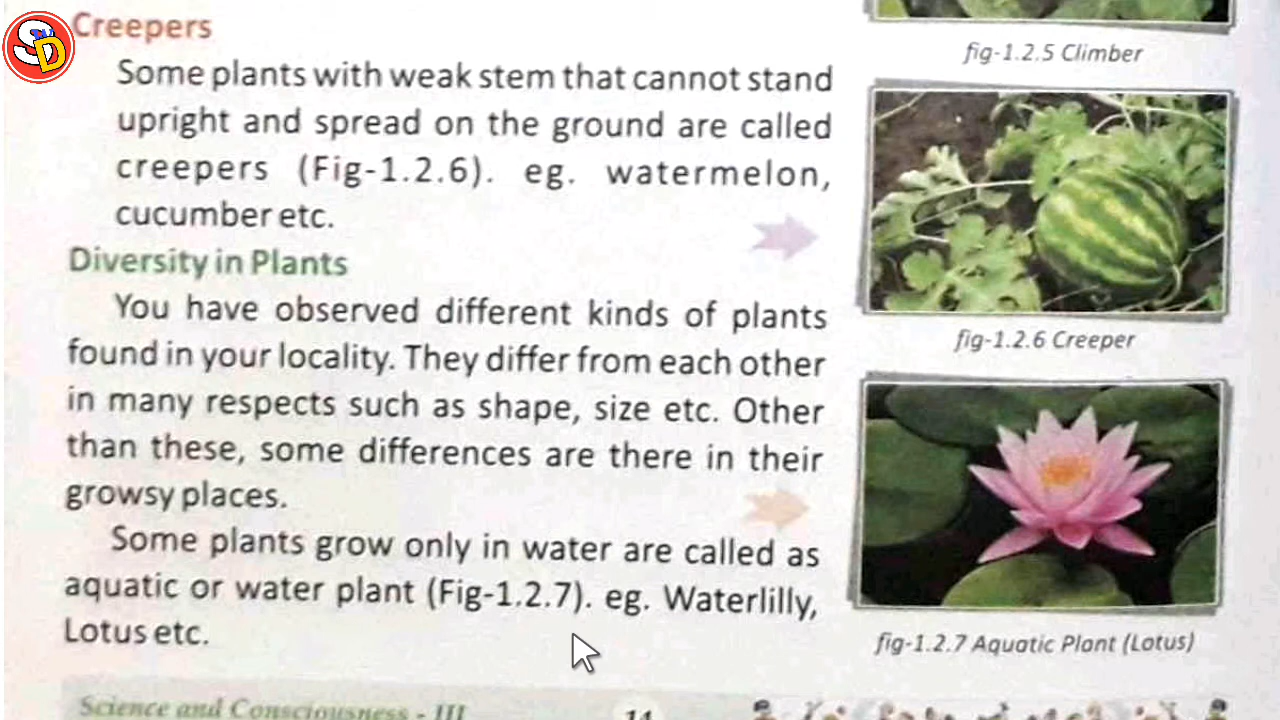 SD
Creepers
Some plants with weak stem that cannot stand
upright and spread on the ground are called
creepers (Fig-1.2.6). eg. watermelon,
cucumber etc.
Diversity in Plants
You have observed different kinds of plants
found in your locality. They differ from each other
in many respects such as shape, size etc. Other
than these, some differences are there in their
growsy places.
Some plants grow only in water are called as
aquatic or water plant (Fig-1.2.7). eg. Waterlilly,
Lotus etc.
fig-1.2.5 Climber
fig-1.2.6 Creeper
fig-1.2.7 Aquatic Plant (Lotus)
Science and Consciousness - III
14